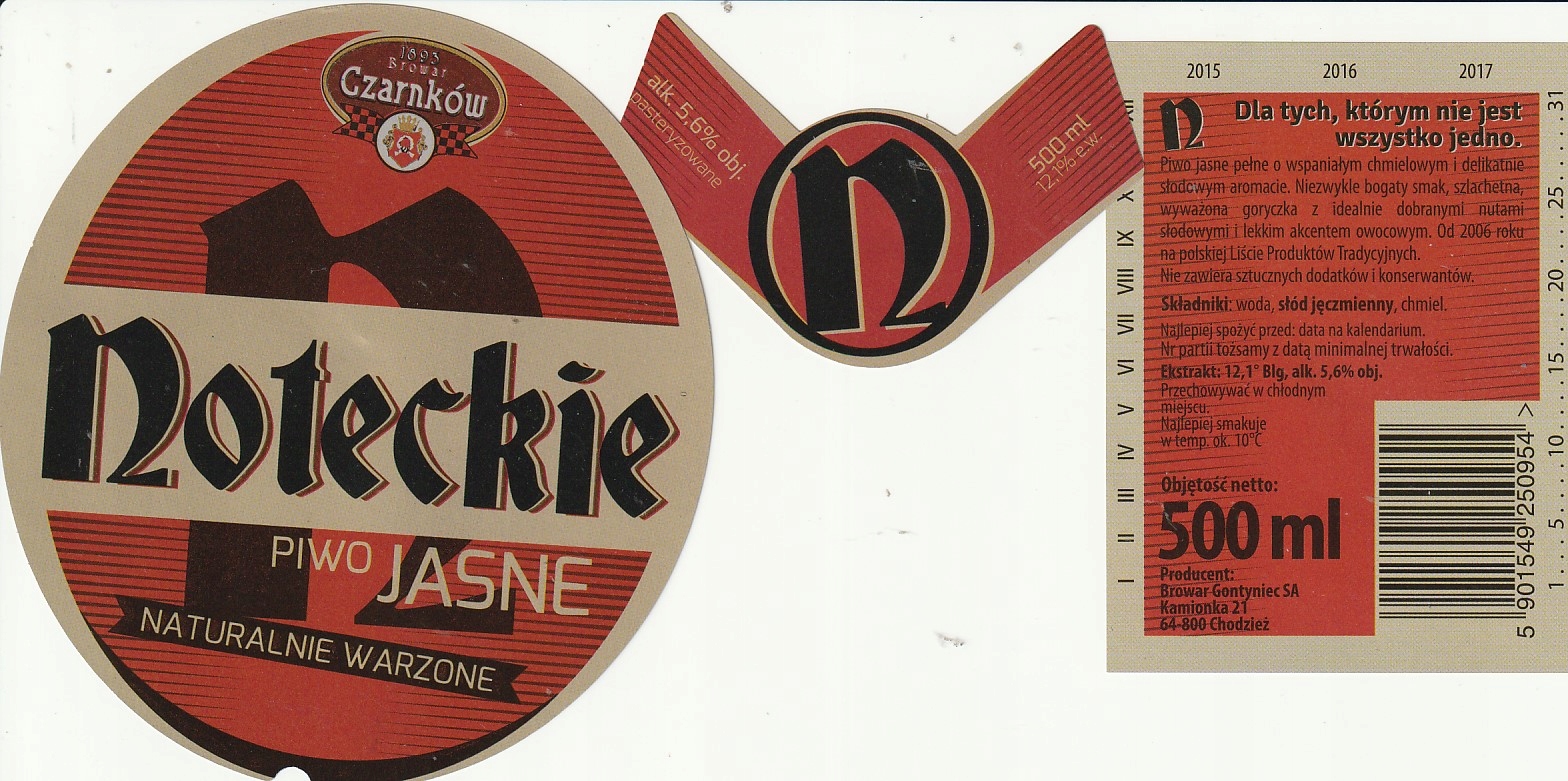 1893
Browar
Czarnków
Noteckie
PIWO JASNE
NATURALNIE WARZONE
alk. 5,6% obj.
pasteryzowane
n
500 ml
12,1% e.w.
2015 2016 2017
n
Dla tych, którym nie jest
wszystko jedno.
Piwo jasne pełne o wspaniałym chmielowym i delikatnie
słodowym aromacie. Niezwykle bogaty smak, szlachetna,
wyważona goryczka z idealnie dobranymi nutami
słodowymi i lekkim akcentem owocowym. Od 2006 roku
na polskiej Liście Produktów Tradycyjnych.
Nie zawiera sztucznych dodatków i konserwantów.
Składniki: woda, słód jęczmienny, chmiel.
Najlepiej spożyć przed: data na kalendarium.
Nr partii tożsamy z datą minimalnej trwałości.
Ekstrakt: 12,1° Blg, alk. 5,6% obj.
Przechowywać w chłodnym
miejscu.
Najlepiej smakuje
w temp. ok. 10°C
Objętość netto:
500 ml
Producent:
Browar Gontyniec SA
Kamionka 21
64-800 Chodzież
I II III IV V VI VII VIII IX X XI XII
5 901549 250954 >
1 . . . 5 . . . . 10 . . . . 15 . . . . 20 . . . . 25 . . . . . 31